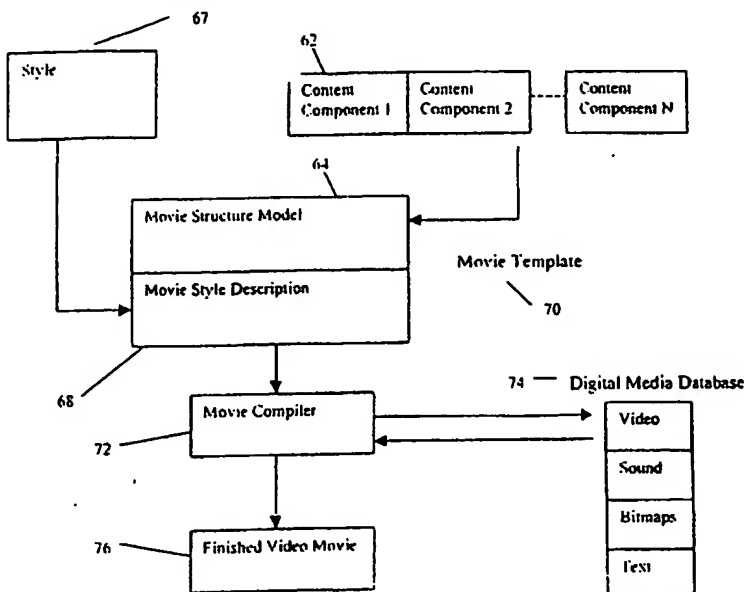 67
Style
62
Content
Component 1
Content
Component 2
Content
Component N
64
Movie Structure Model
Movie Template
Movie Style Description
70
68
Movie Compiler
72
74
Digital Media Database
Video
Sound
Bitmaps
Text
76
Finished Video Movie